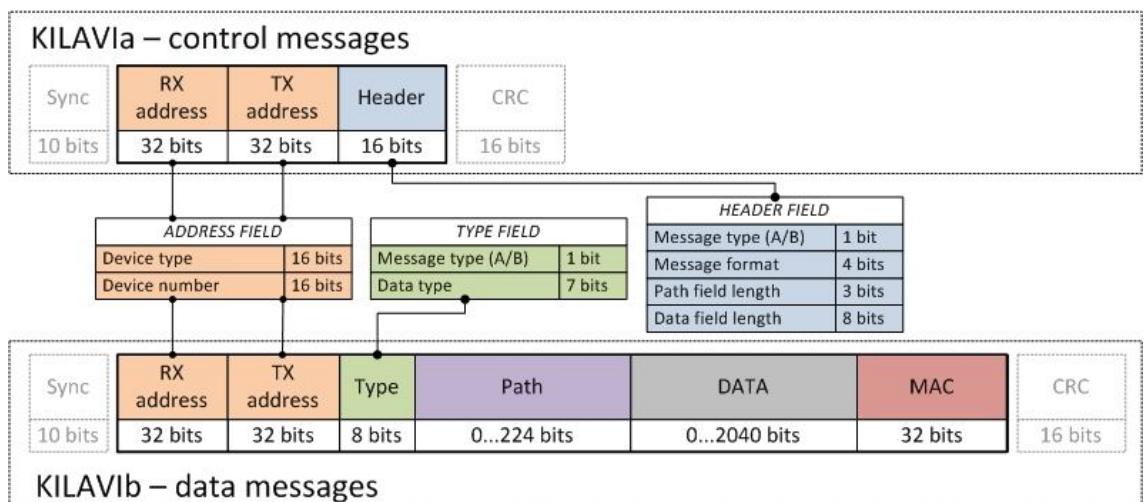 KILAVIa – control messages
Sync RX address TX address Header CRC
10 bits 32 bits 32 bits 16 bits 16 bits
ADDRESS FIELD
Device type 16 bits
Device number 16 bits
TYPE FIELD
Message type (A/B) 1 bit
Data type 7 bits
HEADER FIELD
Message type (A/B) 1 bit
Message format 4 bits
Path field length 3 bits
Data field length 8 bits
Sync RX address TX address Type Path DATA MAC CRC
10 bits 32 bits 32 bits 8 bits 0...224 bits 0...2040 bits 32 bits 16 bits
KILAVIb – data messages